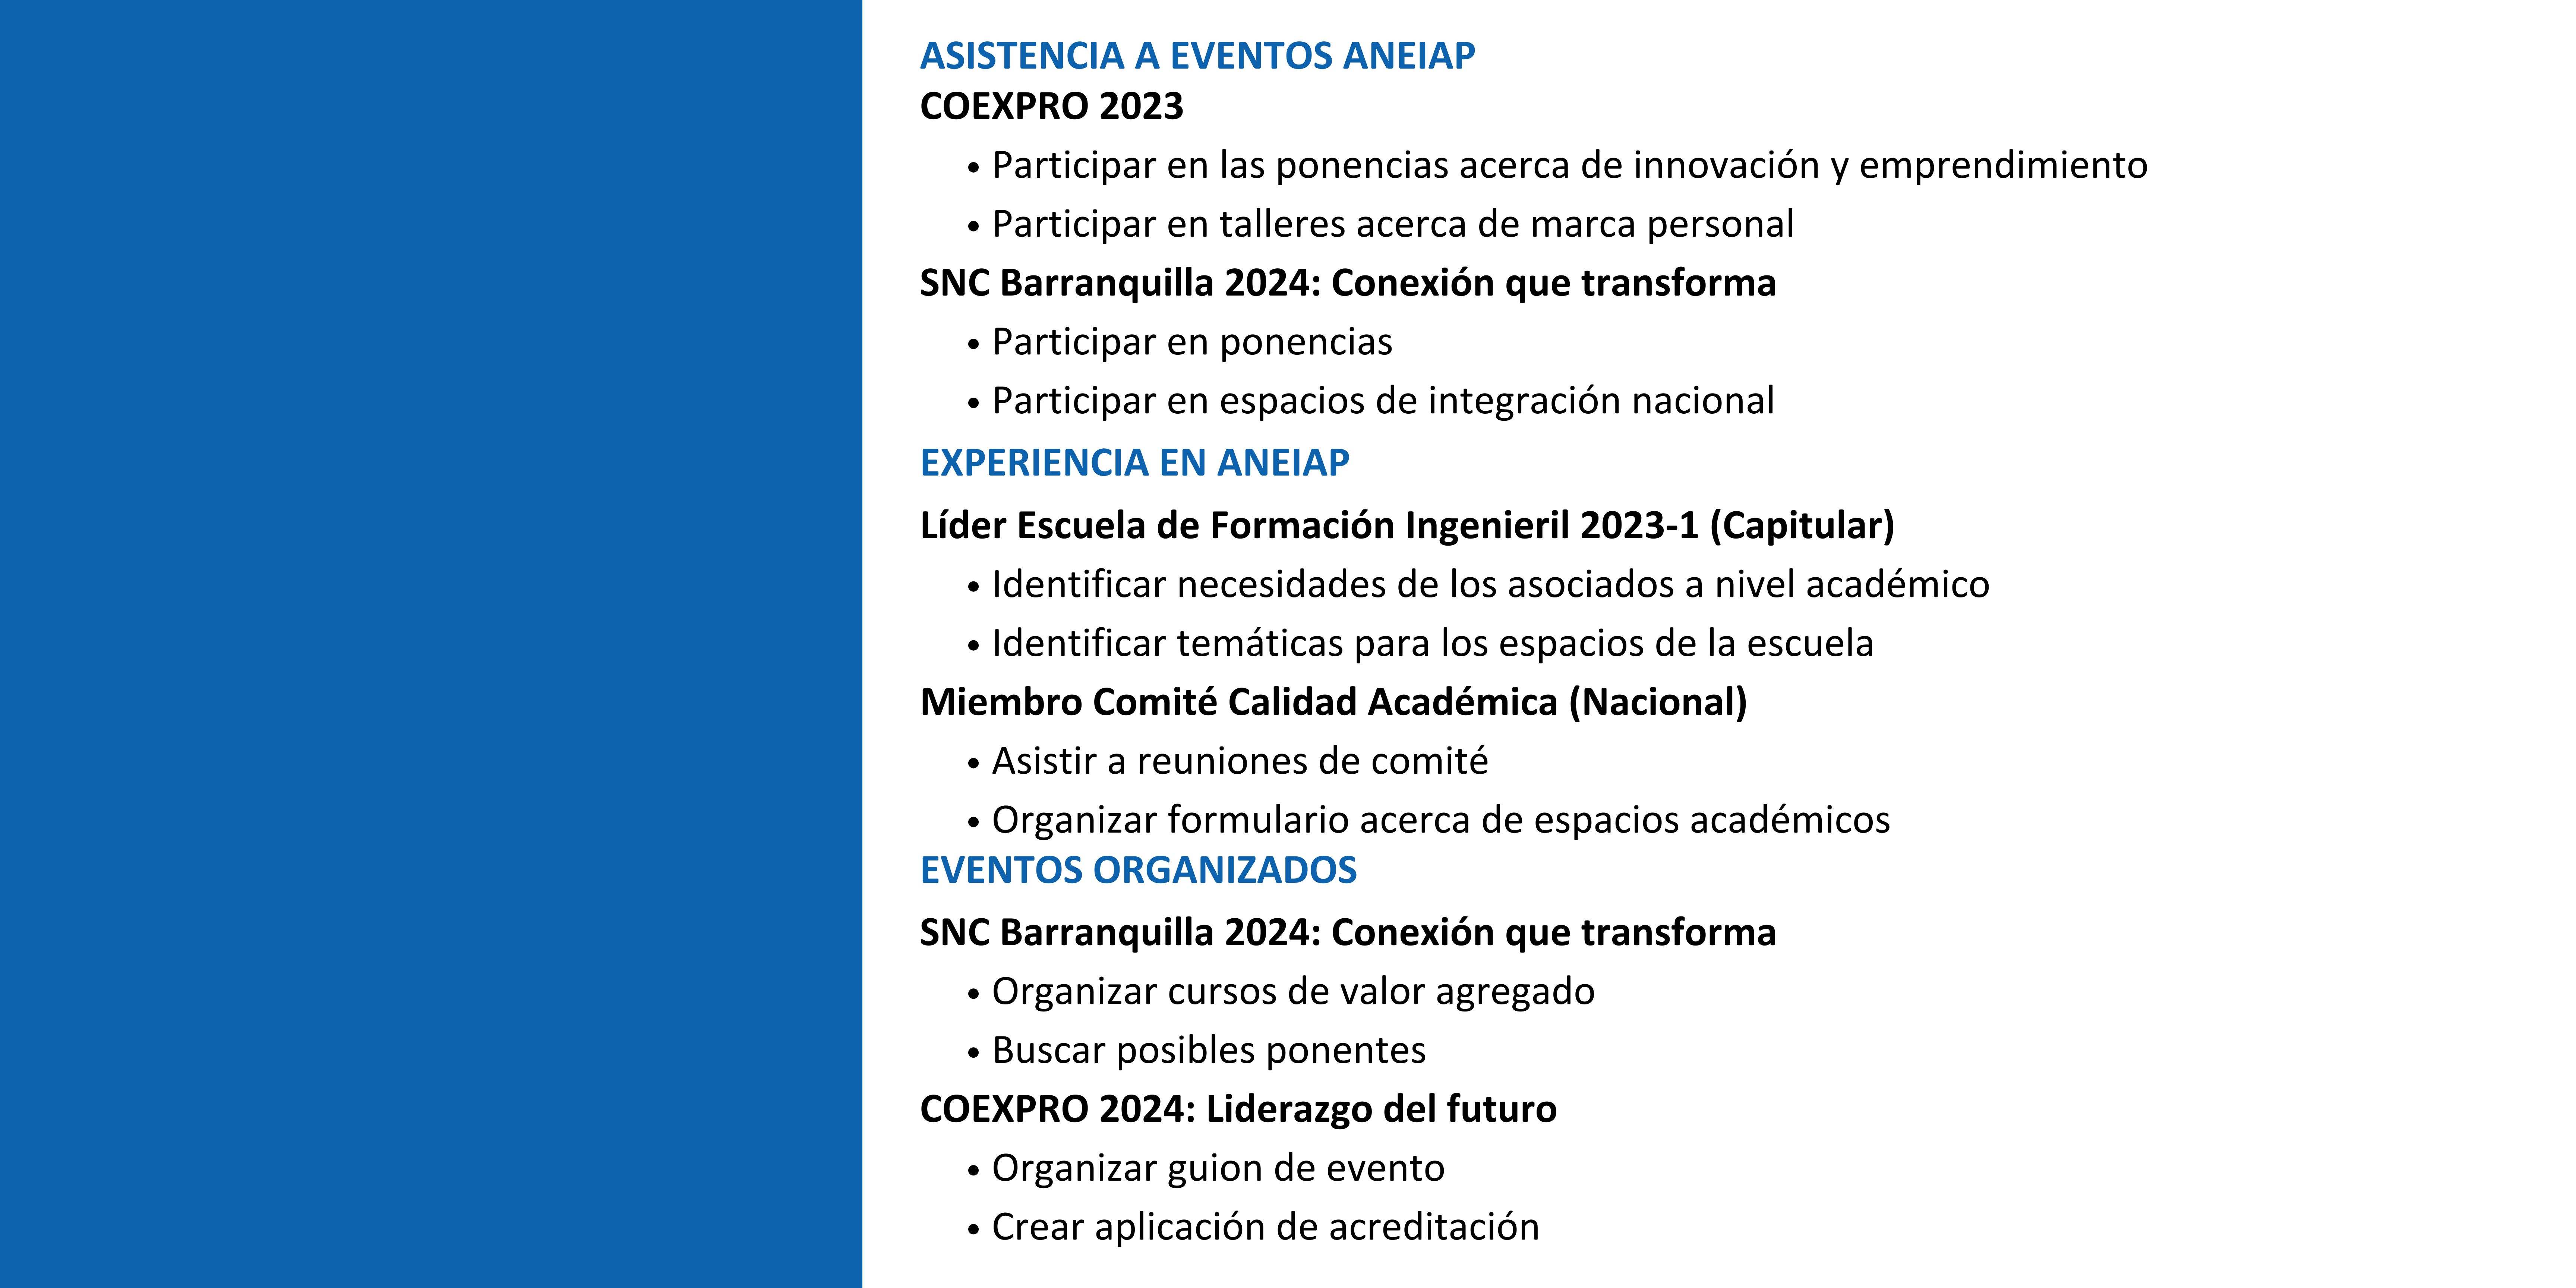 ASISTENCIA A EVENTOS ANEIAP
COEXPRO 2023
• Participar en las ponencias acerca de innovación y emprendimiento
• Participar en talleres acerca de marca personal
SNC Barranquilla 2024: Conexión que transforma
• Participar en ponencias
• Participar en espacios de integración nacional
EXPERIENCIA EN ANEIAP
Líder Escuela de Formación Ingenieril 2023-1 (Capitular)
• Identificar necesidades de los asociados a nivel académico
• Identificar temáticas para los espacios de la escuela
Miembro Comité Calidad Académica (Nacional)
• Asistir a reuniones de comité
• Organizar formulario acerca de espacios académicos
EVENTOS ORGANIZADOS
SNC Barranquilla 2024: Conexión que transforma
• Organizar cursos de valor agregado
• Buscar posibles ponentes
COEXPRO 2024: Liderazgo del futuro
• Organizar guion de evento
• Crear aplicación de acreditación